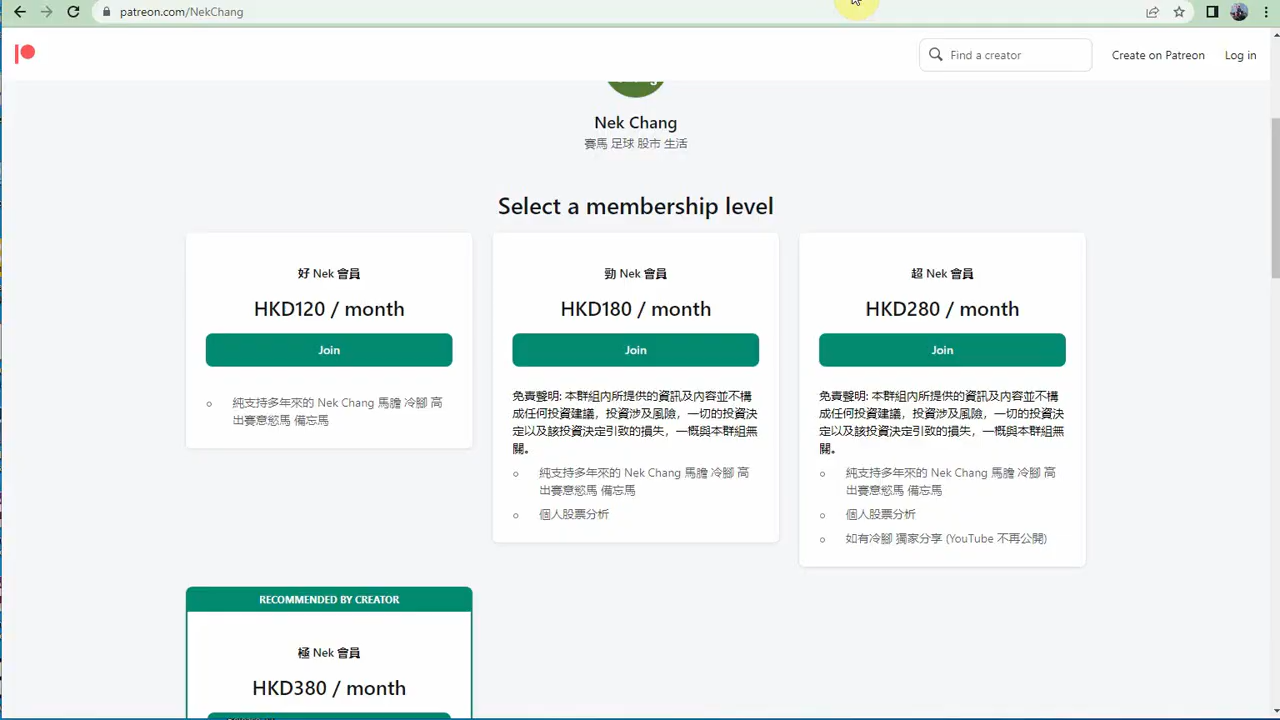 patreon.com/NekChang
Find a creator
Create on Patreon
Log in
Nek Chang
賽馬 足球 股市 生活
Select a membership level
好 Nek 會員
HKD120 / month
Join
純支持多年來的 Nek Chang 馬膽 冷腳 高
出賽意慾馬 備忘馬
勁 Nek 會員
HKD180 / month
Join
免責聲明: 本群組內所提供的資訊及內容並不構
成任何投資建議，投資涉及風險，一切的投資決
定以及該投資決定引致的損失，一概與本群組無
關。
純支持多年來的 Nek Chang 馬膽 冷腳 高
出賽意慾馬 備忘馬
個人股票分析
超 Nek 會員
HKD280 / month
Join
免責聲明: 本群組內所提供的資訊及內容並不構
成任何投資建議，投資涉及風險，一切的投資決
定以及該投資決定引致的損失，一概與本群組無
關。
純支持多年來的 Nek Chang 馬膽 冷腳 高
出賽意慾馬 備忘馬
個人股票分析
如有冷腳 獨家分享 (YouTube 不再公開)
RECOMMENDED BY CREATOR
極 Nek 會員
HKD380 / month